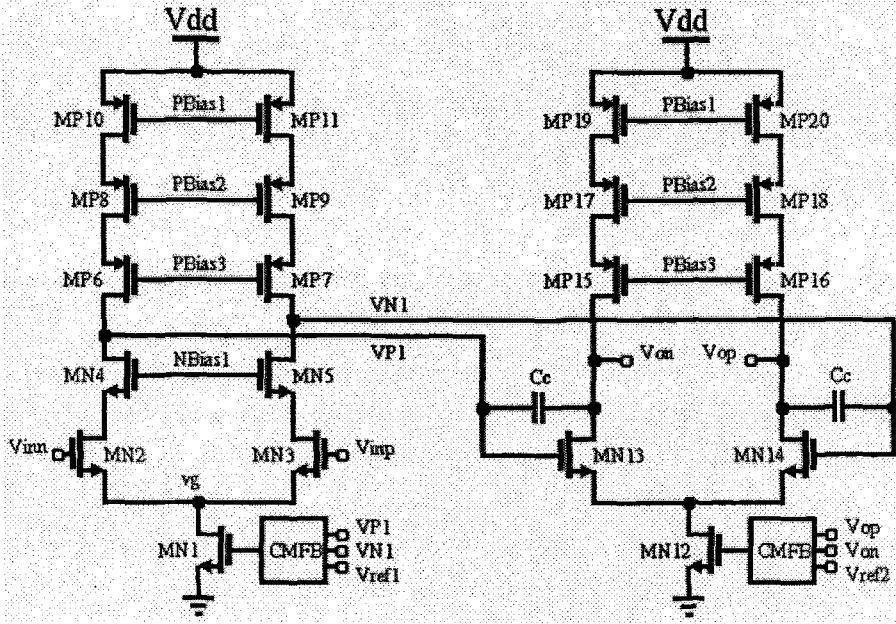 Vdd Vdd
MP10 PBias1 MP11 MP19 PBias1 MP20
MP8 PBias2 MP9 MP17 PBias2 MP18
MP6 PBias3 MP7 MP15 PBias3 MP16
VN1
VP1 Von Vop
MN4 NBias1 MN5 Cc Cc
Vinn MN2 MN3 Vinp MN13 MN14
vg
MN1 CMFB VP1 MN12 CMFB Vop
VN1 Von
Vref1 Vref2